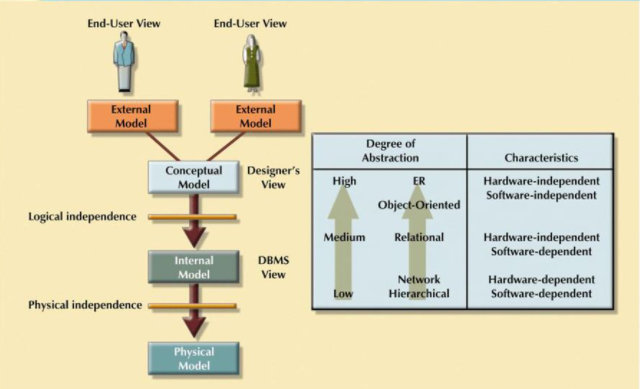 End-User View
End-User View
External
Model
External
Model
Conceptual
Model
Designer's
View
Logical independence
Internal
Model
DBMS
View
Physical independence
Physical
Model
Degree of
Abstraction
Characteristics
High
ER
Hardware-independent
Software-independent
Object-Oriented
Medium
Relational
Hardware-independent
Software-dependent
Low
Network
Hierarchical
Hardware-dependent
Software-dependent